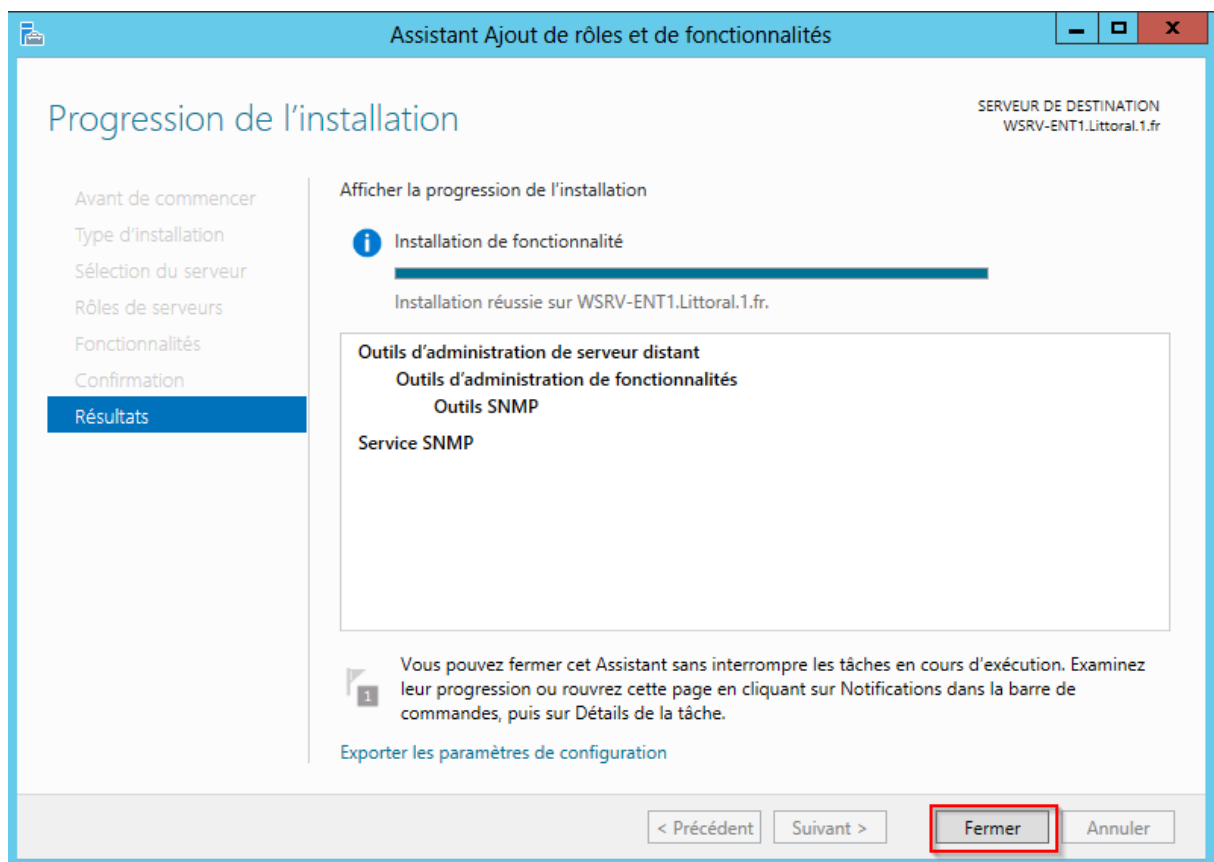 Assistant Ajout de rôles et de fonctionnalités
Progression de l'installation
SERVEUR DE DESTINATION
WSRV-ENT1.Littoral.1.fr
Avant de commencer
Type d'installation
Sélection du serveur
Rôles de serveurs
Fonctionnalités
Confirmation
Résultats
Afficher la progression de l'installation
Installation de fonctionnalité
Installation réussie sur WSRV-ENT1.Littoral.1.fr.
Outils d'administration de serveur distant
Outils d'administration de fonctionnalités
Outils SNMP
Service SNMP
1
Vous pouvez fermer cet Assistant sans interrompre les tâches en cours d'exécution. Examinez
leur progression ou rouvrez cette page en cliquant sur Notifications dans la barre de
commandes, puis sur Détails de la tâche.
Exporter les paramètres de configuration
< Précédent
Suivant >
Fermer
Annuler